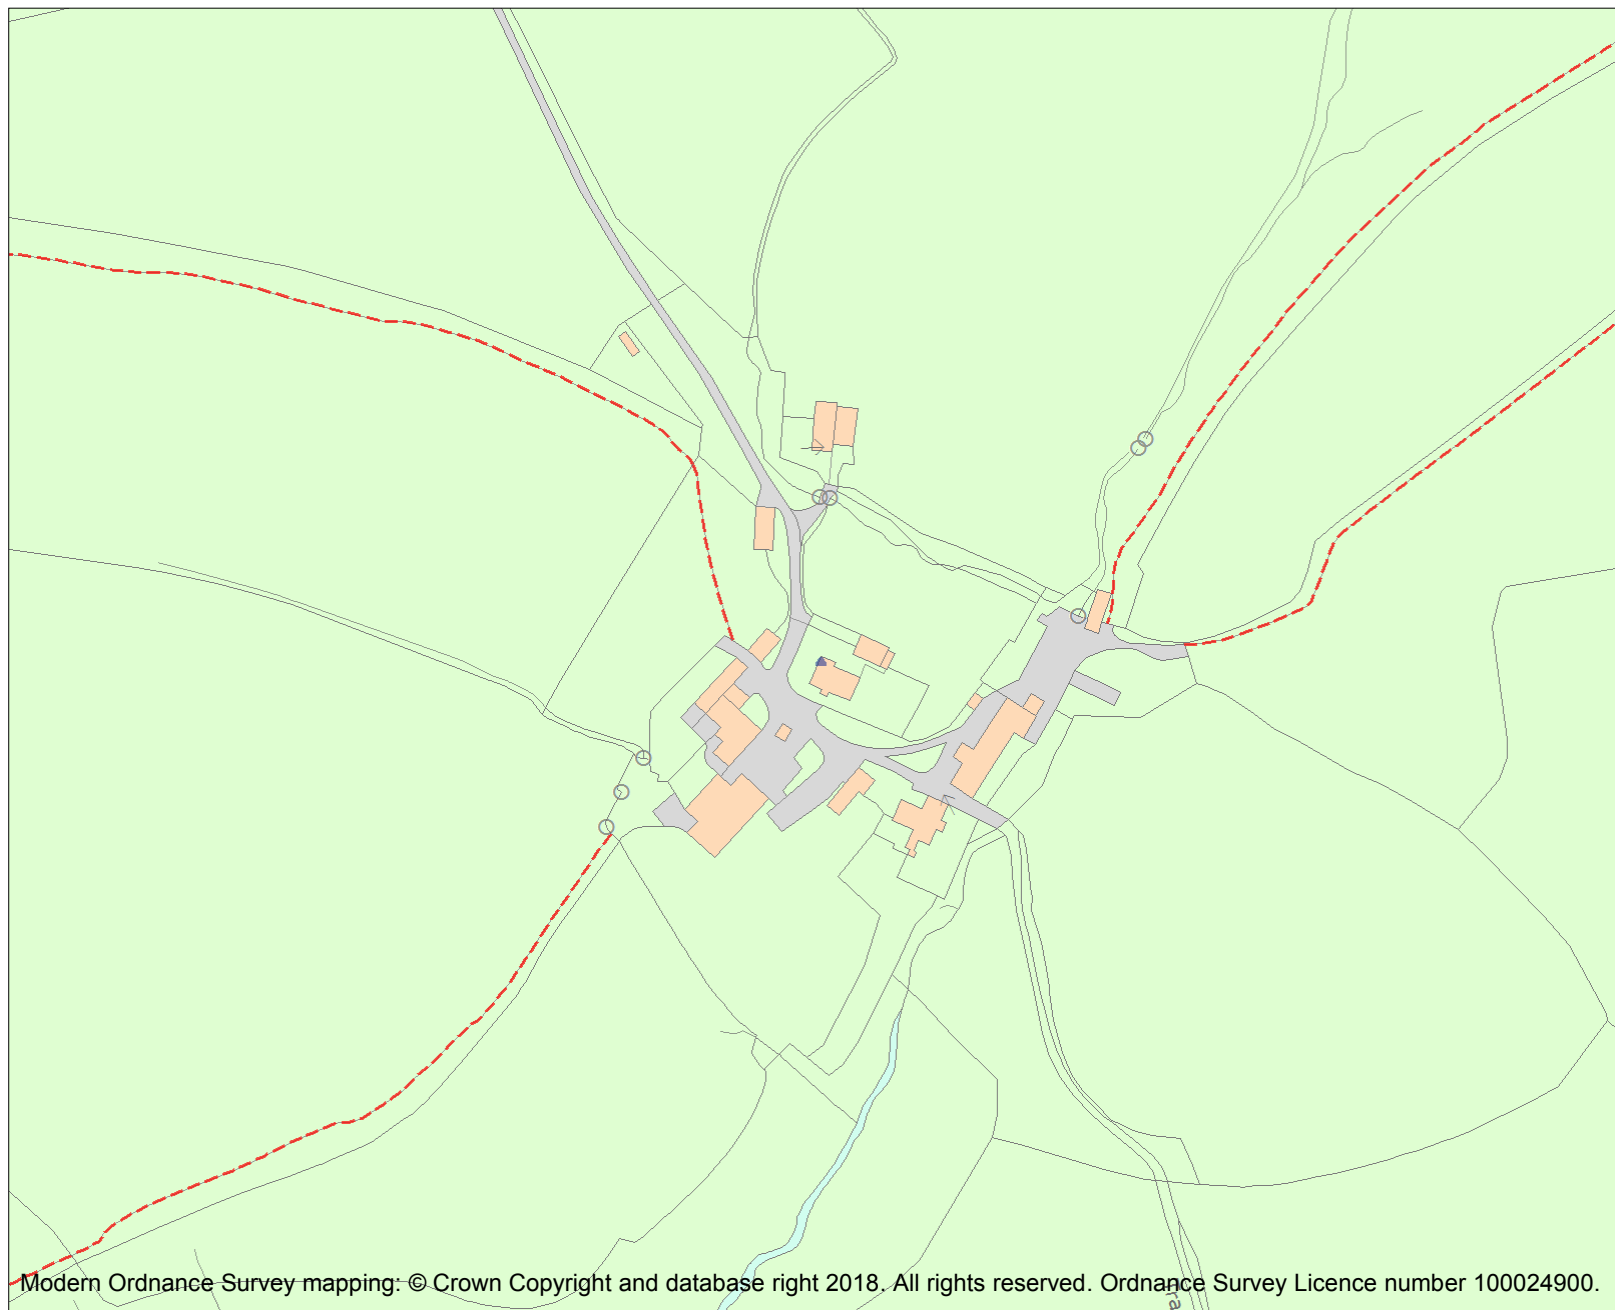 Modern Ordnance Survey mapping: © Crown Copyright and database right 2018. All rights reserved. Ordnance Survey Licence number 100024900.